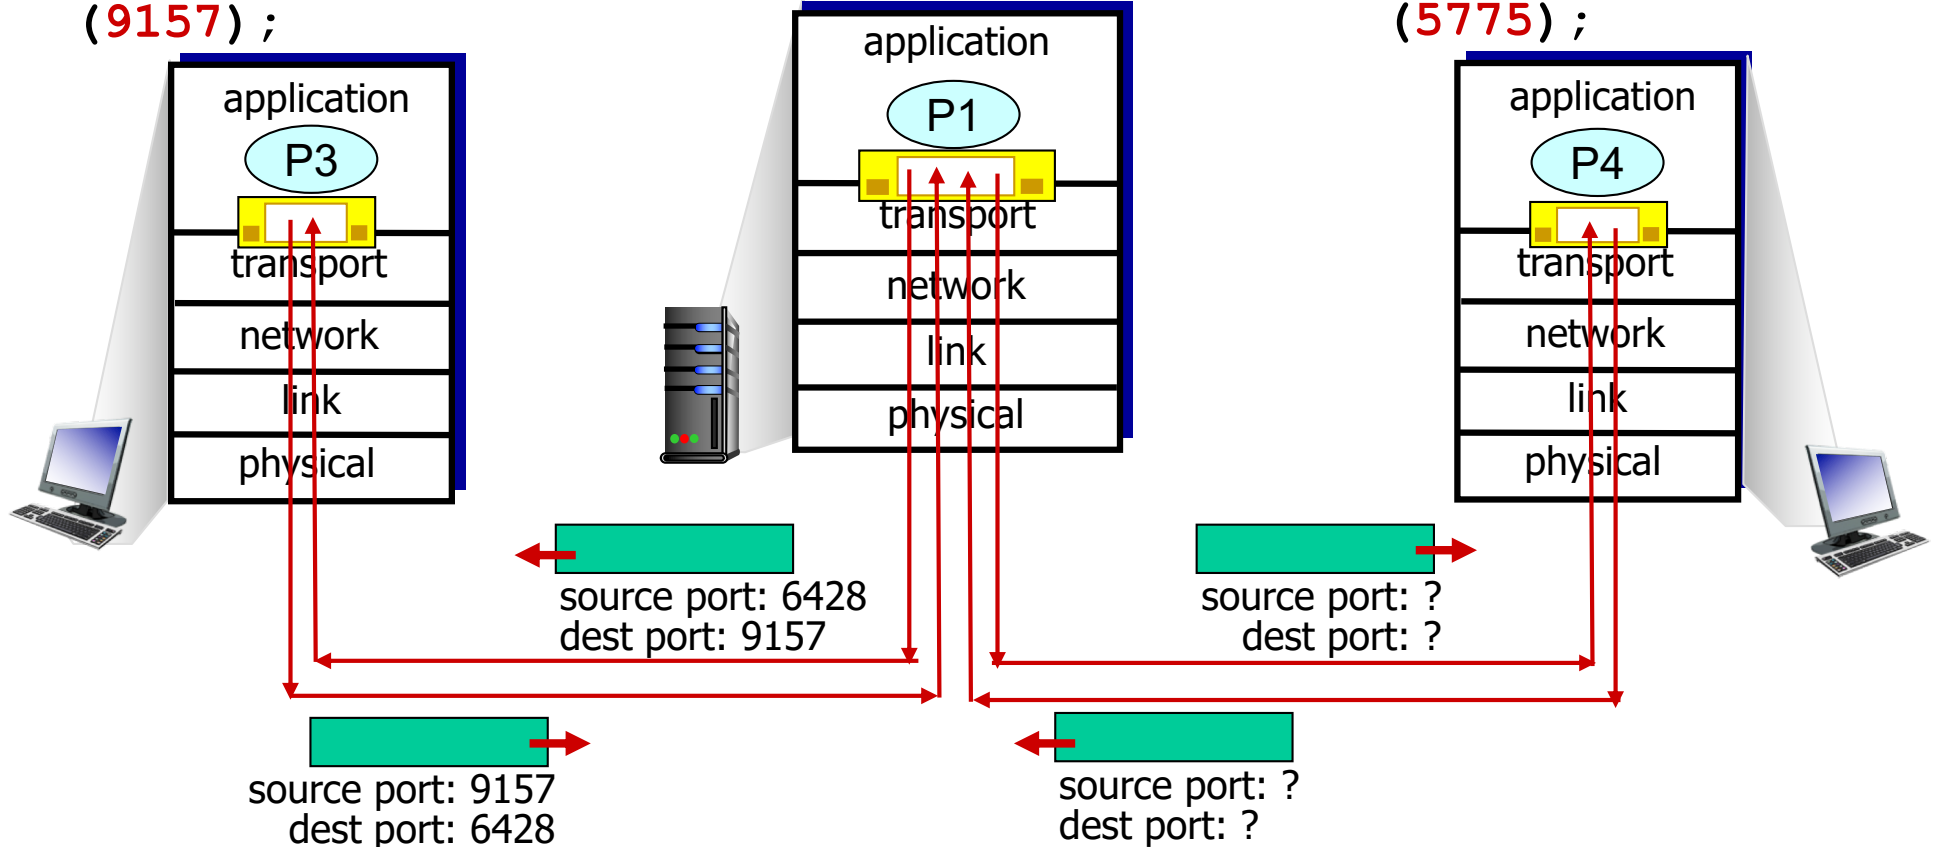 (9157);
application
P3
transport
network
link
physical
application
P1
transport
network
link
physical
(5775);
application
P4
transport
network
link
physical
source port: 6428
dest port: 9157
source port: ?
dest port: ?
source port: 9157
dest port: 6428
source port: ?
dest port: ?